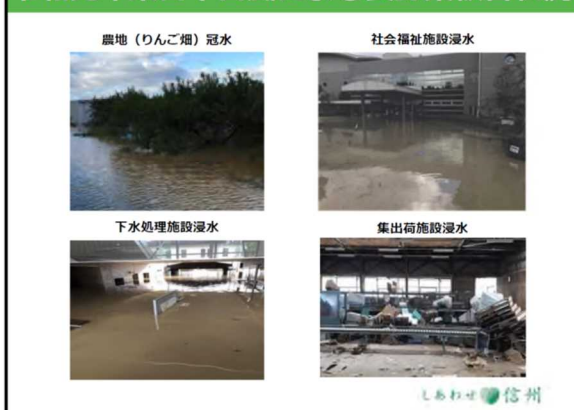 農地（りんご畑）冠水
社会福祉施設浸水
下水処理施設浸水
集出荷施設浸水
しあわせ信州